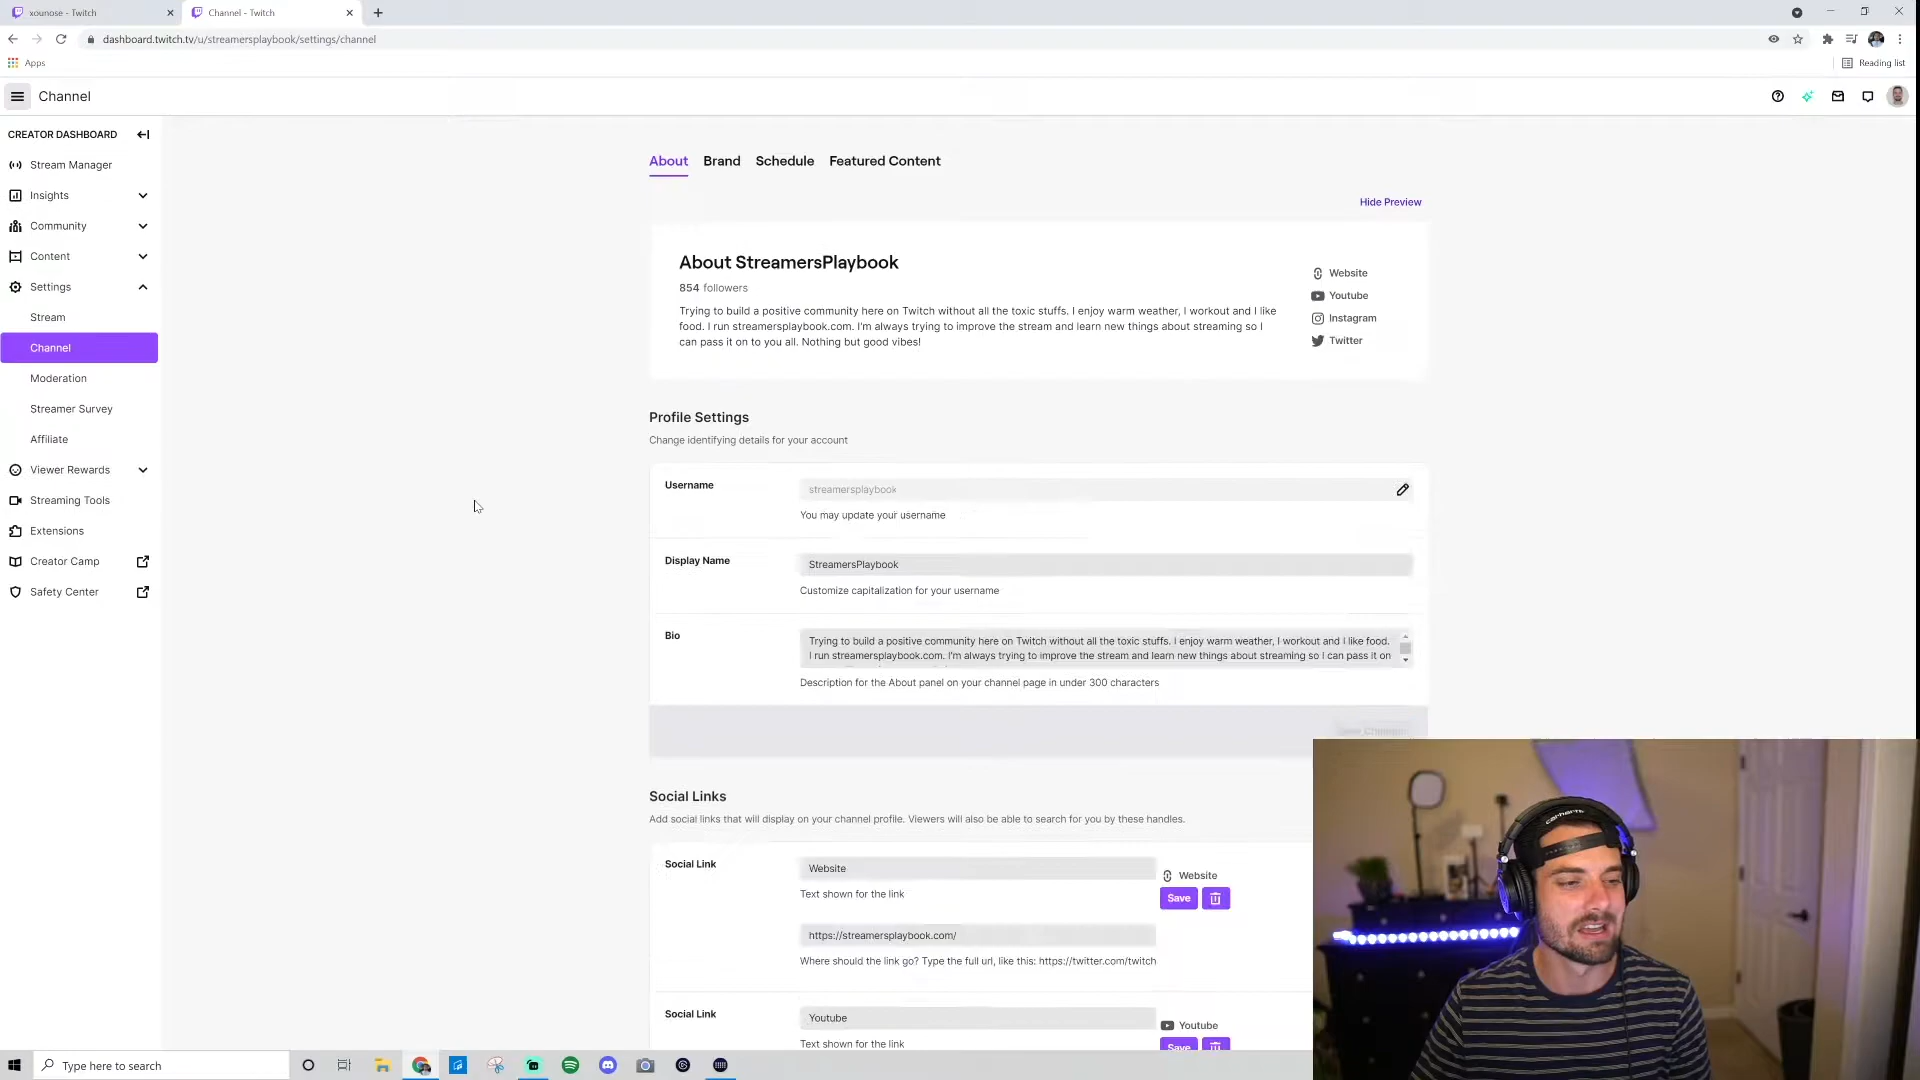 xounose - Twitch
Channel - Twitch
dashboard.twitch.tv/u/streamersplaybook/settings/channel
Apps
Reading list
Channel
CREATOR DASHBOARD
Stream Manager
Insights
Community
Content
Settings
Stream
Channel
Moderation
Streamer Survey
Affiliate
Viewer Rewards
Streaming Tools
Extensions
Creator Camp
Safety Center
About
Brand
Schedule
Featured Content
Hide Preview
About StreamersPlaybook
854 followers
Trying to build a positive community here on Twitch without all the toxic stuffs. I enjoy warm weather, I workout and I like
food. I run streamersplaybook.com. I'm always trying to improve the stream and learn new things about streaming so I
can pass it on to you all. Nothing but good vibes!
Website
Youtube
Instagram
Twitter
Profile Settings
Change identifying details for your account
Username
streamersplaybook
You may update your username
Display Name
StreamersPlaybook
Customize capitalization for your username
Bio
Trying to build a positive community here on Twitch without all the toxic stuffs. I enjoy warm weather, I workout and I like food.
I run streamersplaybook.com. I'm always trying to improve the stream and learn new things about streaming so I can pass it on
Description for the About panel on your channel page in under 300 characters
Save Changes
Social Links
Add social links that will display on your channel profile. Viewers will also be able to search for you by these handles.
Social Link
Website
Text shown for the link
Website
Save
https://streamersplaybook.com/
Where should the link go? Type the full url, like this: https://twitter.com/twitch
Social Link
Youtube
Text shown for the link
Youtube
Save
Type here to search
carhartt